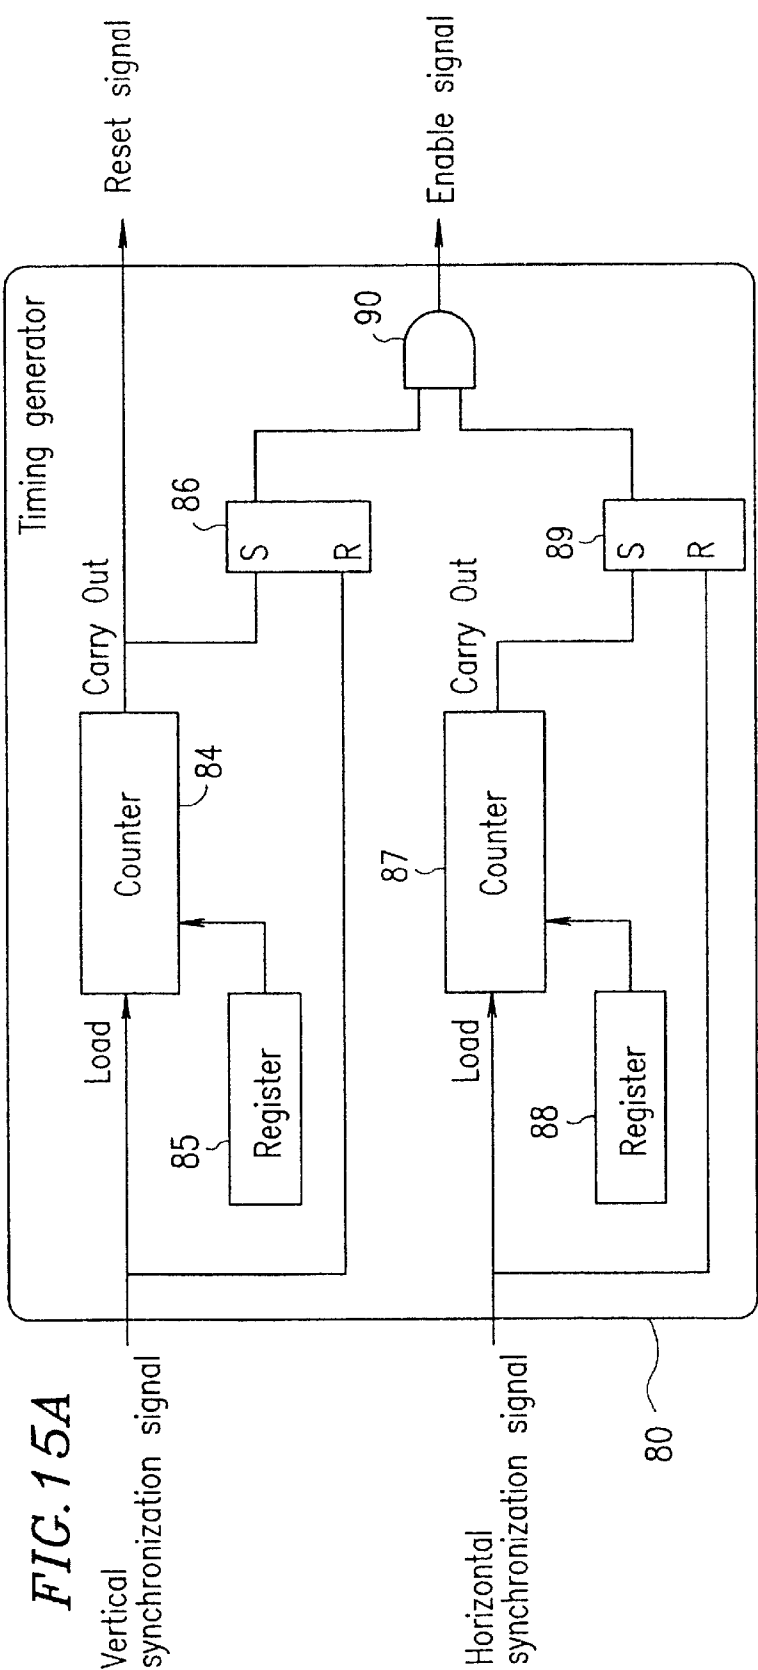 FIG.15A
Vertical
synchronization signal
Horizontal
synchronization signal
80
Timing generator
Load
Counter
84
Carry Out
Reset signal
85
Register
86
S
R
90
Enable signal
Load
87
Counter
Carry Out
88
Register
89
S
R